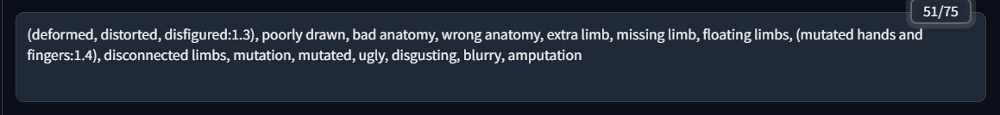 51/75
(deformed, distorted, disfigured:1.3), poorly drawn, bad anatomy, wrong anatomy, extra limb, missing limb, floating limbs, (mutated hands and
fingers:1.4), disconnected limbs, mutation, mutated, ugly, disgusting, blurry, amputation